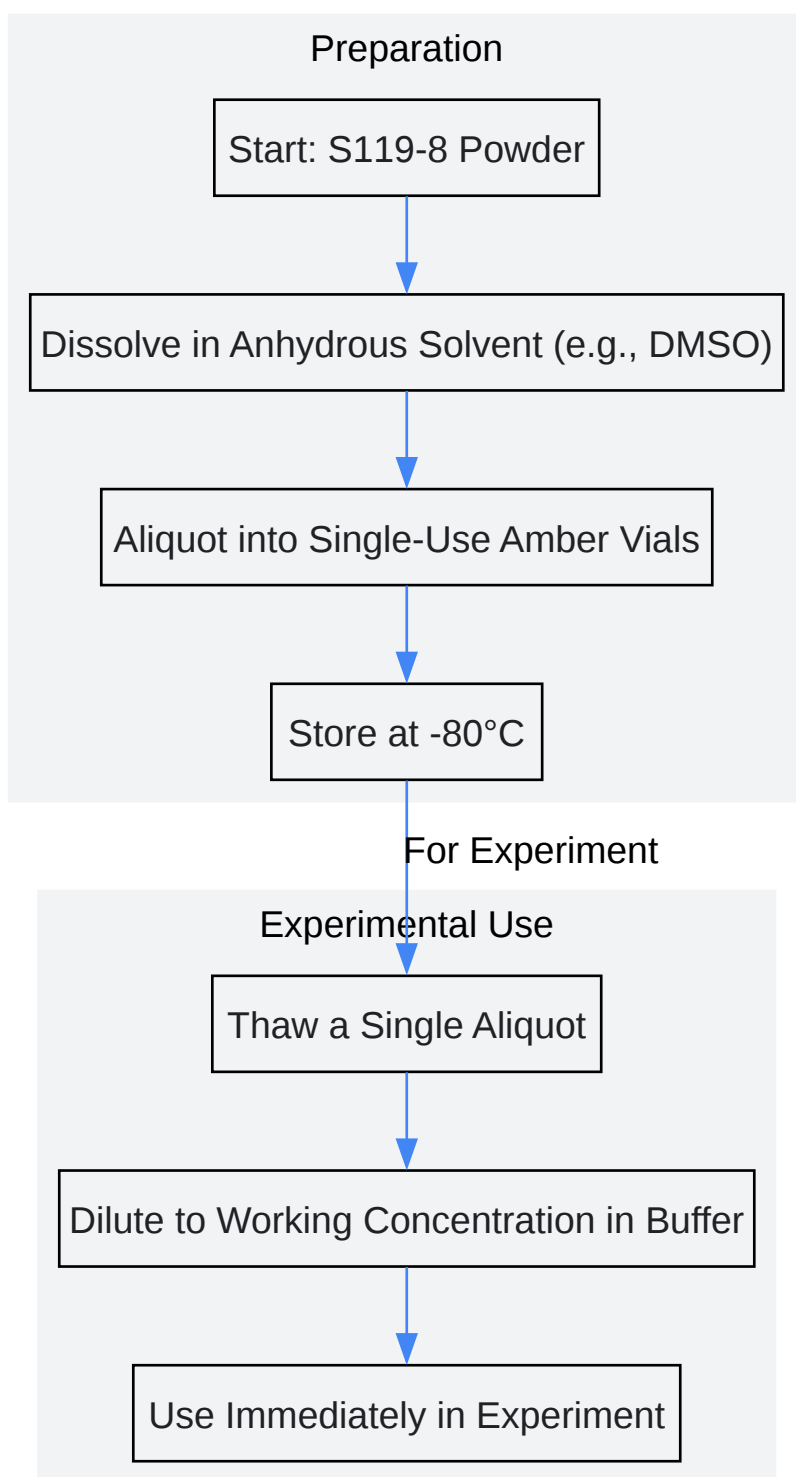 Preparation
Start: S119-8 Powder
Dissolve in Anhydrous Solvent (e.g., DMSO)
Aliquot into Single-Use Amber Vials
Store at -80°C
For Experiment
Experimental Use
Thaw a Single Aliquot
Dilute to Working Concentration in Buffer
Use Immediately in Experiment